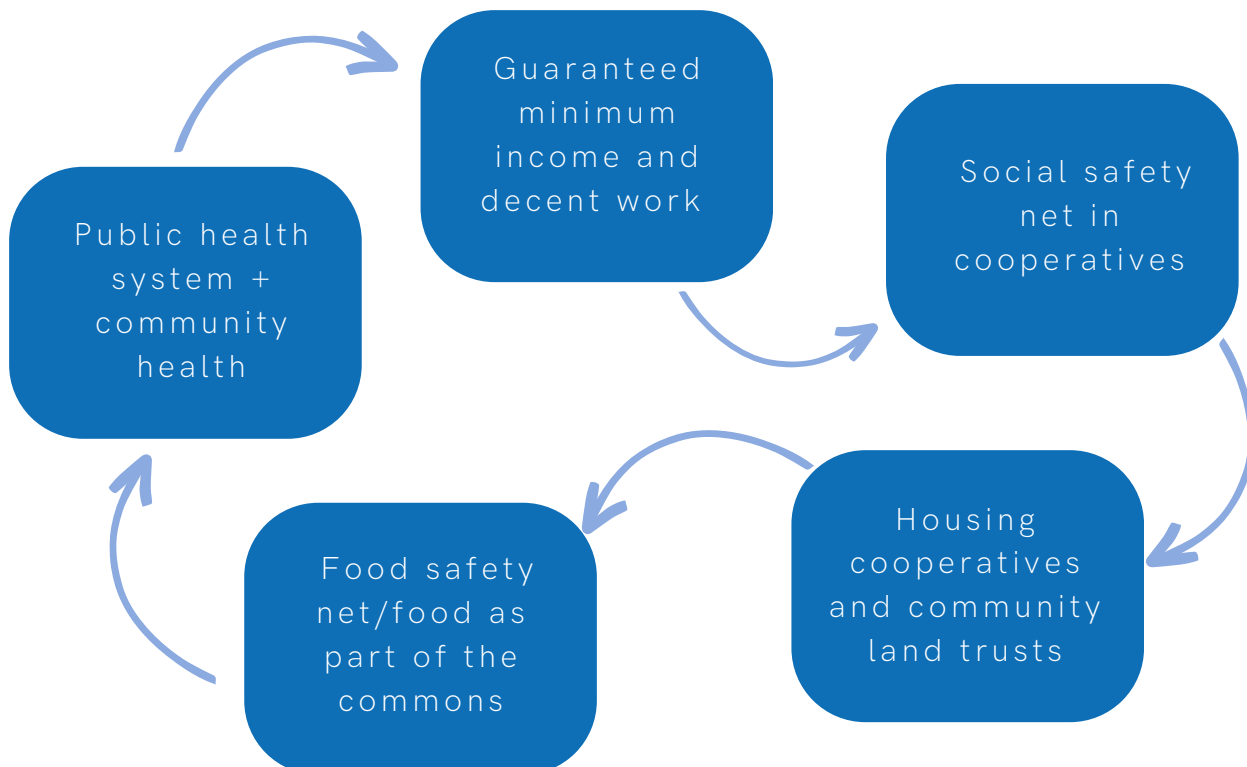 Guaranteed
minimum
income and
decent work
Social safety
net in
cooperatives
Housing
cooperatives
and community
land trusts
Food safety
net/food as
part of the
commons
Public health
system +
community
health